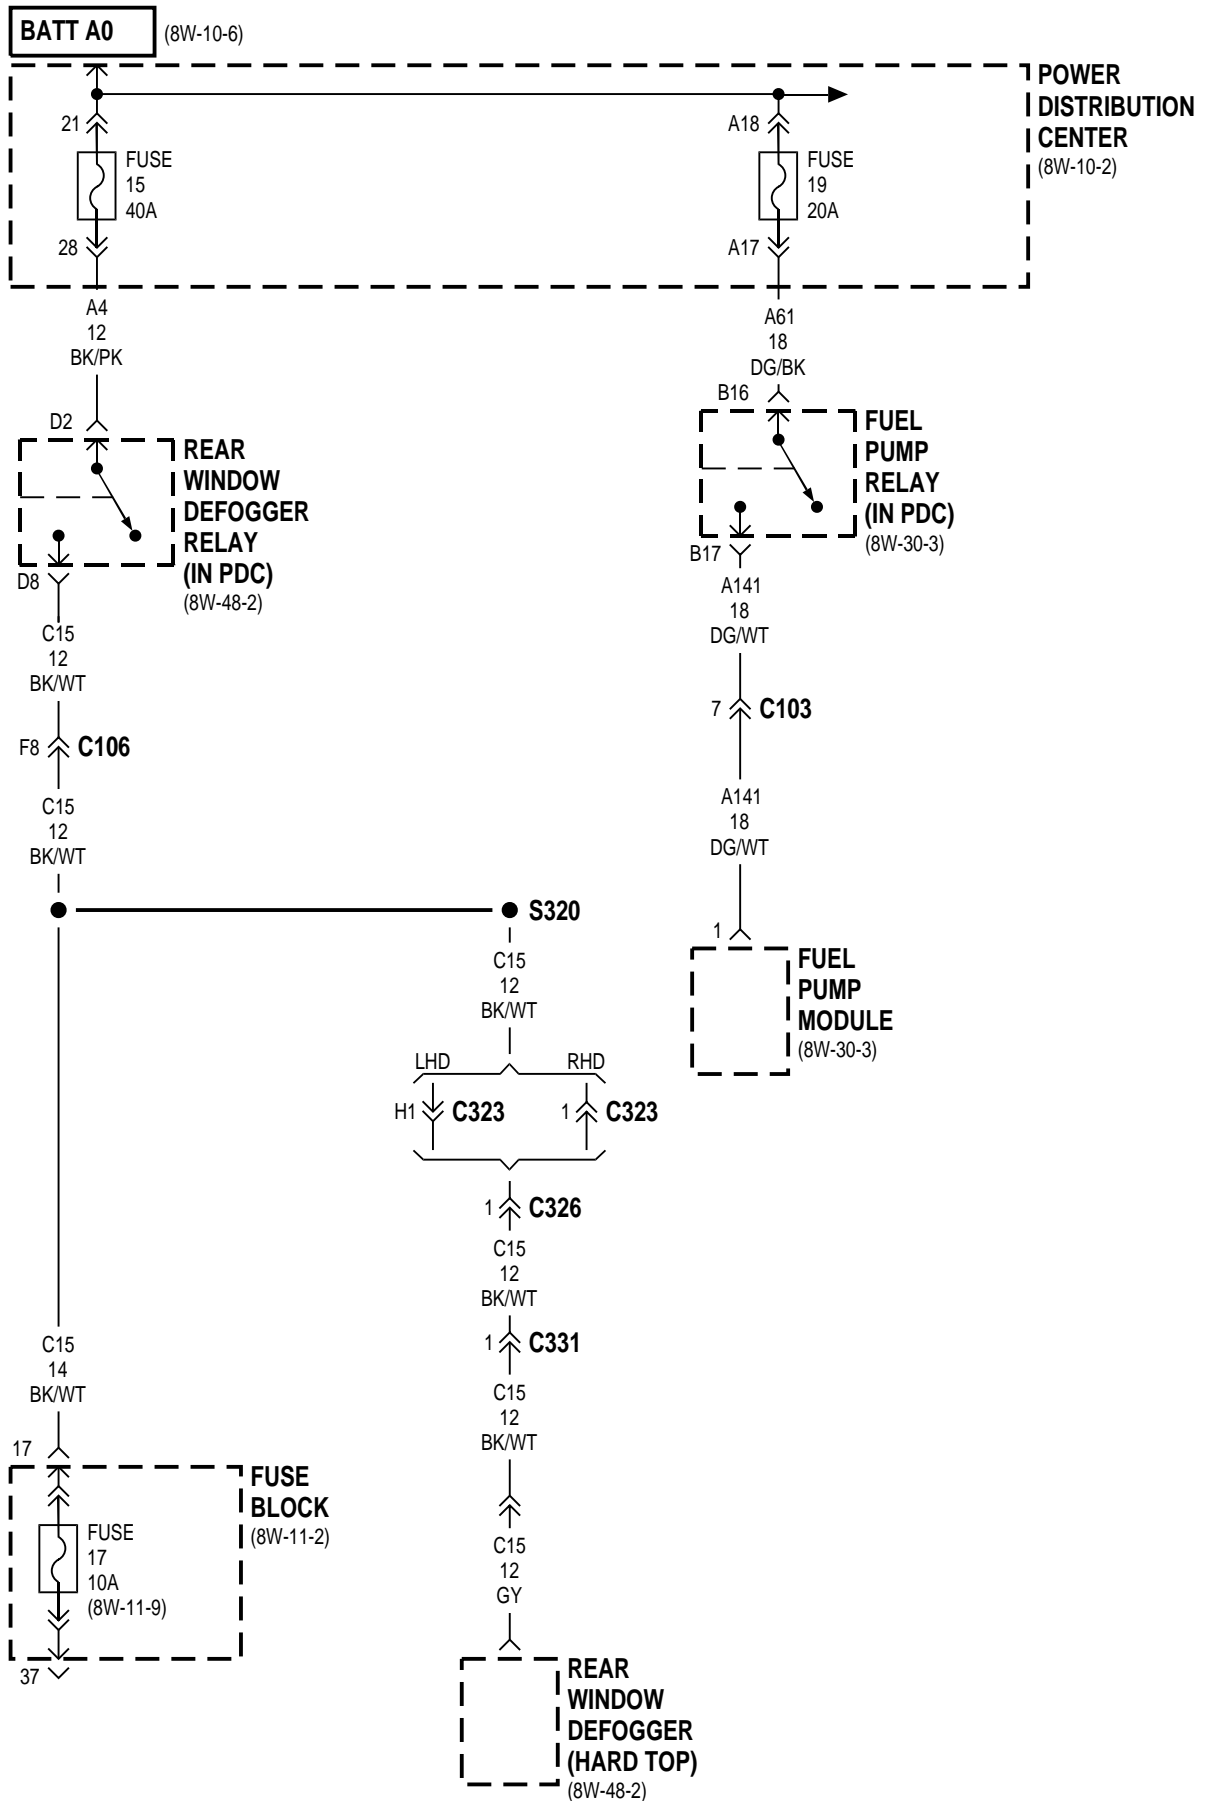 BATT A0
(8W-10-6)
POWER
DISTRIBUTION
CENTER
(8W-10-2)
21
FUSE
15
40A
28
A18
FUSE
19
20A
A17
A4
12
BK/PK
A61
18
DG/BK
D2
REAR
WINDOW
DEFOGGER
RELAY
(IN PDC)
(8W-48-2)
D8
B16
FUEL
PUMP
RELAY
(IN PDC)
(8W-30-3)
B17
C15
12
BK/WT
A141
18
DG/WT
F8
C106
7
C103
C15
12
BK/WT
A141
18
DG/WT
S320
1
FUEL
PUMP
MODULE
(8W-30-3)
C15
12
BK/WT
LHD
RHD
H1
C323
1
C323
1
C326
C15
12
BK/WT
1
C331
C15
14
BK/WT
C15
12
BK/WT
17
FUSE
BLOCK
(8W-11-2)
FUSE
17
10A
(8W-11-9)
37
C15
12
GY
REAR
WINDOW
DEFOGGER
(HARD TOP)
(8W-48-2)